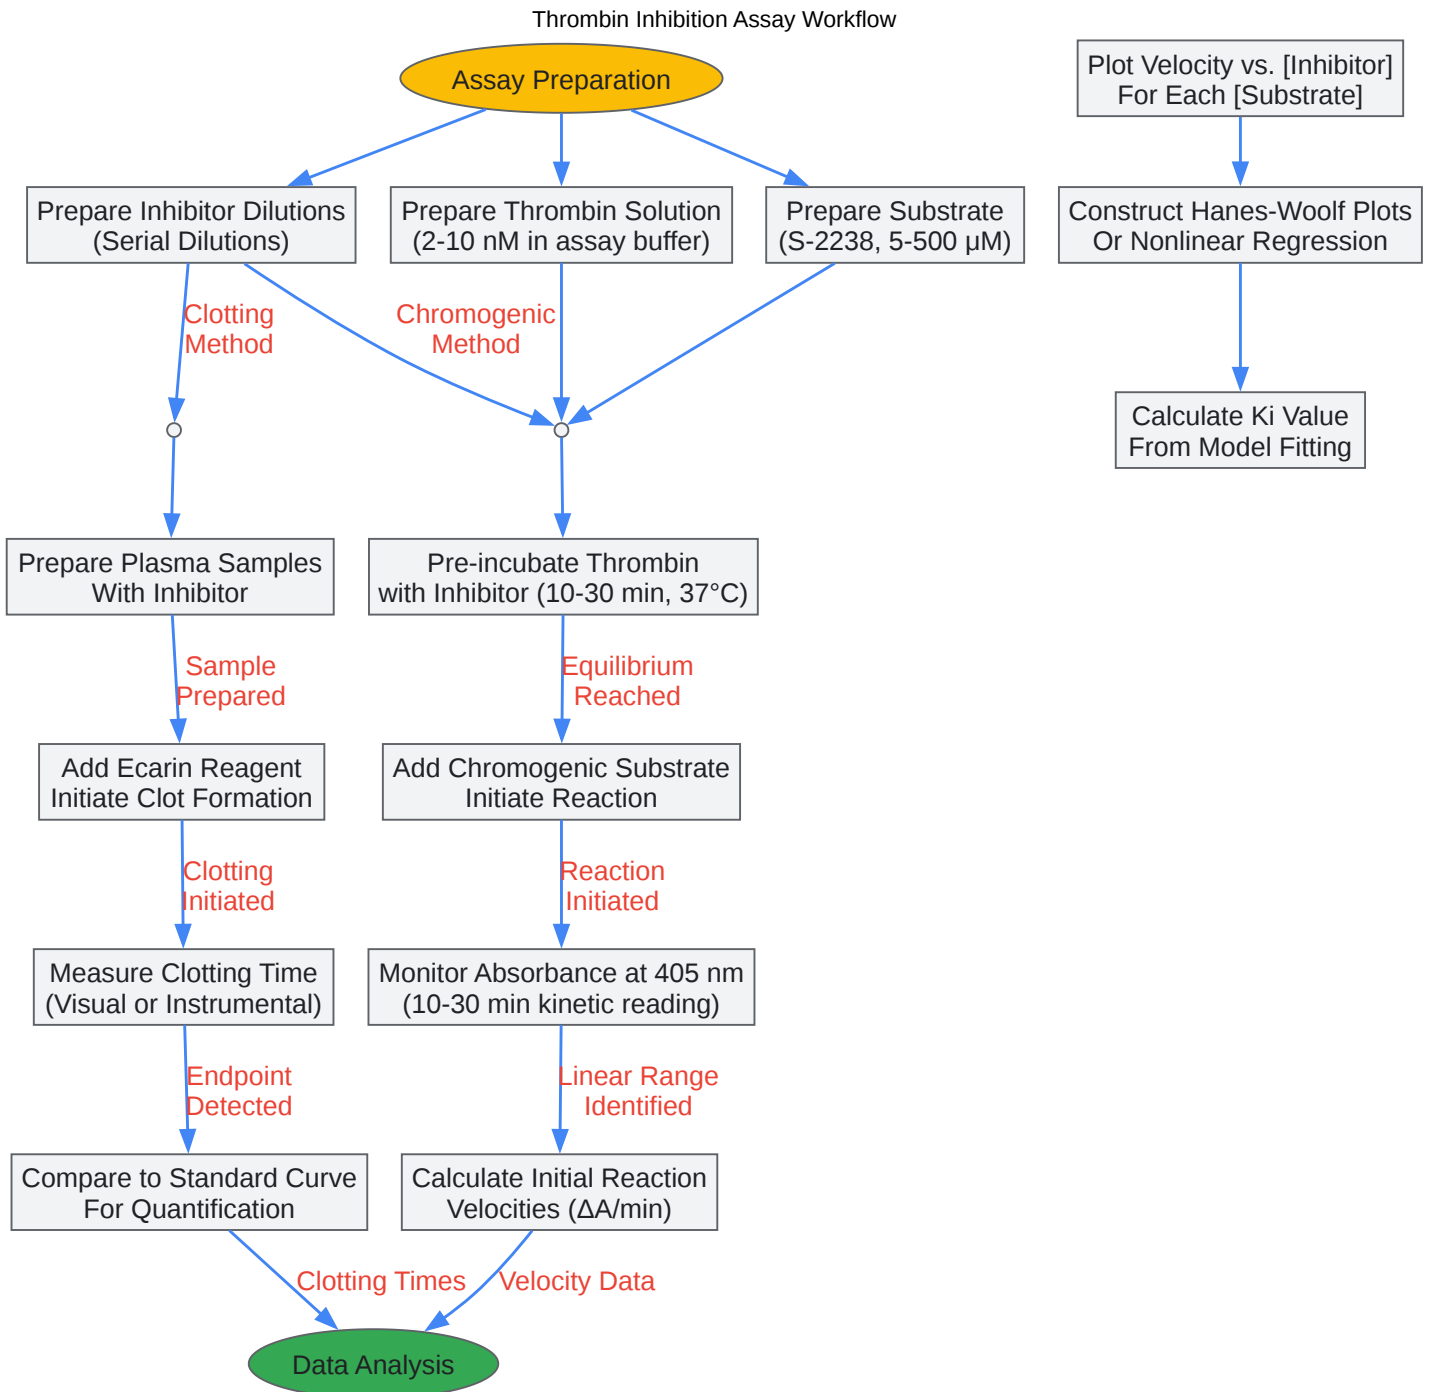 Thrombin Inhibition Assay Workflow
Assay Preparation
Plot Velocity vs. [Inhibitor]
For Each [Substrate]
Prepare Inhibitor Dilutions
(Serial Dilutions)
Prepare Thrombin Solution
(2-10 nM in assay buffer)
Prepare Substrate
(S-2238, 5-500 μM)
Construct Hanes-Woolf Plots
Or Nonlinear Regression
Clotting
Method
Chromogenic
Method
Calculate Ki Value
From Model Fitting
Prepare Plasma Samples
With Inhibitor
Pre-incubate Thrombin
with Inhibitor (10-30 min, 37°C)
Sample
Prepared
Equilibrium
Reached
Add Ecarin Reagent
Initiate Clot Formation
Add Chromogenic Substrate
Initiate Reaction
Clotting
Initiated
Reaction
Initiated
Measure Clotting Time
(Visual or Instrumental)
Monitor Absorbance at 405 nm
(10-30 min kinetic reading)
Endpoint
Detected
Linear Range
Identified
Compare to Standard Curve
For Quantification
Calculate Initial Reaction
Velocities (ΔA/min)
Clotting Times
Velocity Data
Data Analysis